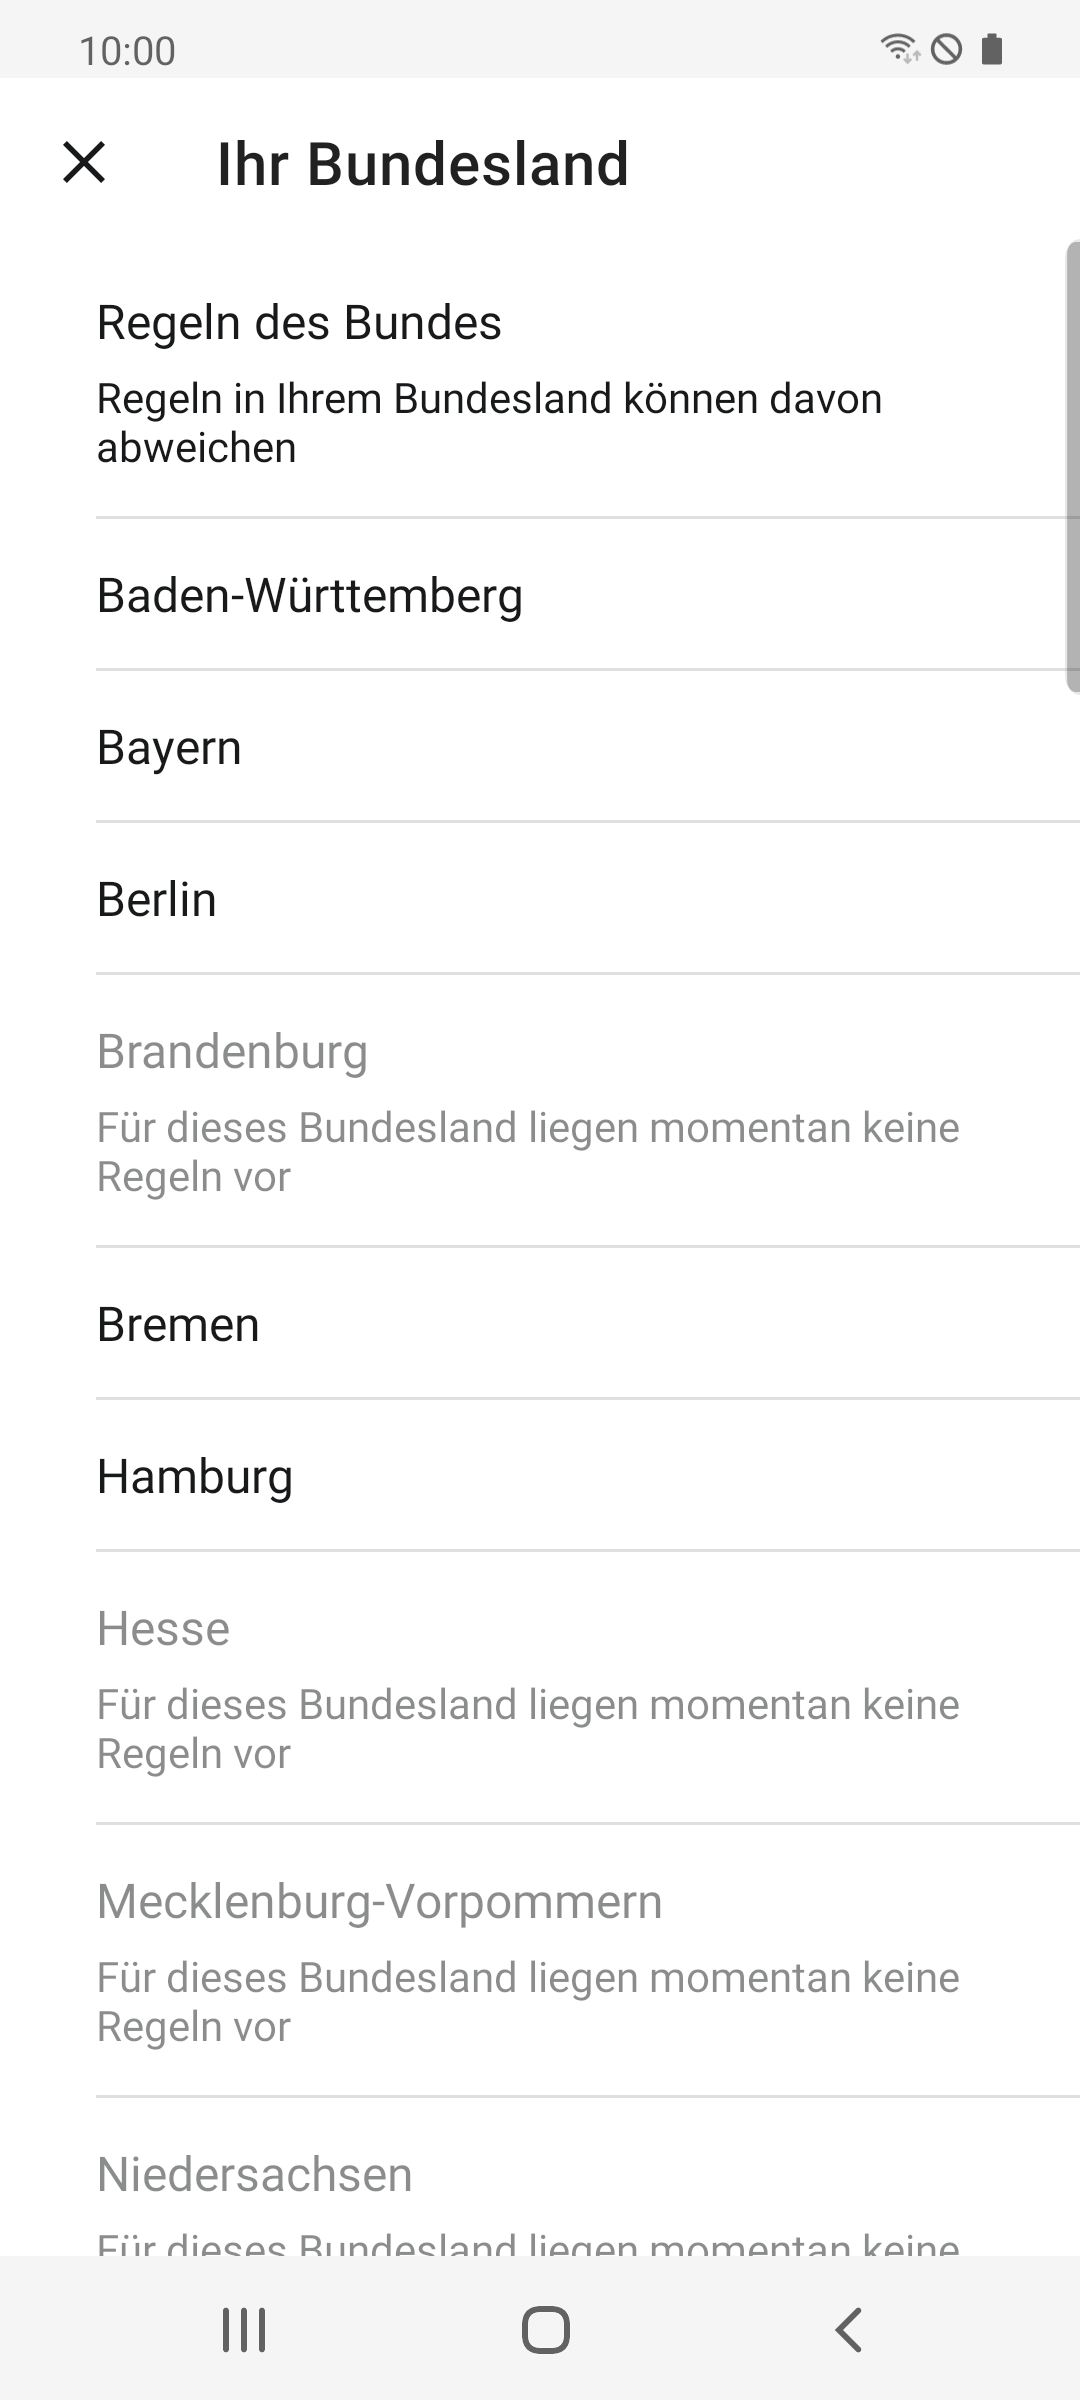 10:00
Ihr Bundesland
Regeln des Bundes
Regeln in Ihrem Bundesland können davon
abweichen
Baden-Württemberg
Bayern
Berlin
Brandenburg
Für dieses Bundesland liegen momentan keine
Regeln vor
Bremen
Hamburg
Hesse
Für dieses Bundesland liegen momentan keine
Regeln vor
Mecklenburg-Vorpommern
Für dieses Bundesland liegen momentan keine
Regeln vor
Niedersachsen
Für dieses Bundesland liegen momentan keine